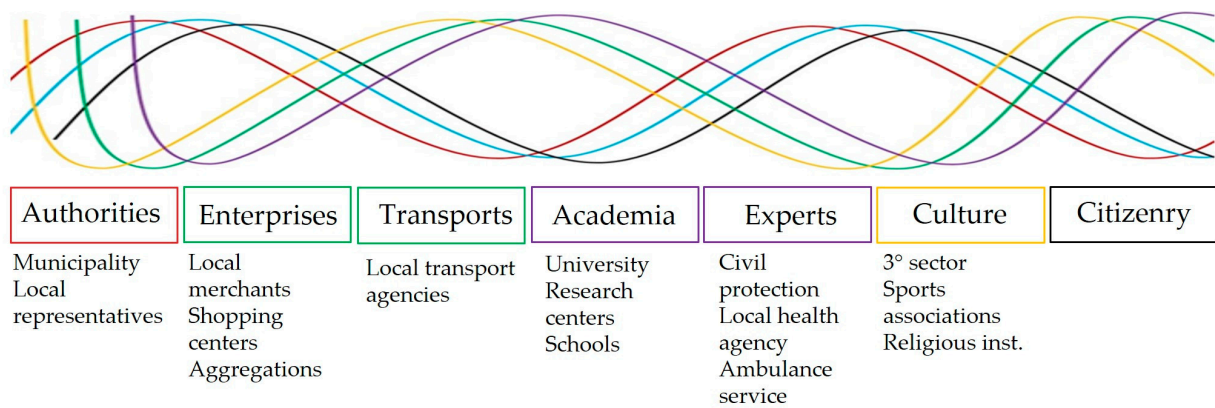 Authorities
Enterprises
Transports
Academia
Experts
Culture
Citizenry
Municipality
Local
representatives
Local
merchants
Shopping
centers
Aggregations
Local transport
agencies
University
Research
centers
Schools
Civil
protection
Local health
agency
Ambulance
service
3° sector
Sports
associations
Religious inst.